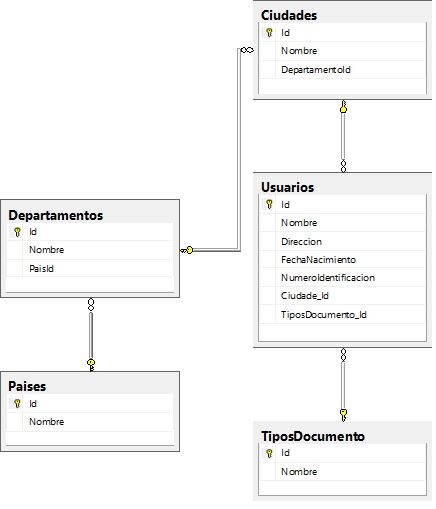 Ciudades
Id
Nombre
DepartamentoId
Usuarios
Id
Nombre
Direccion
FechaNacimiento
NumeroIdentificacion
Ciudade_Id
TiposDocumento_Id
Departamentos
Id
Nombre
PaisId
Paises
Id
Nombre
TiposDocumento
Id
Nombre